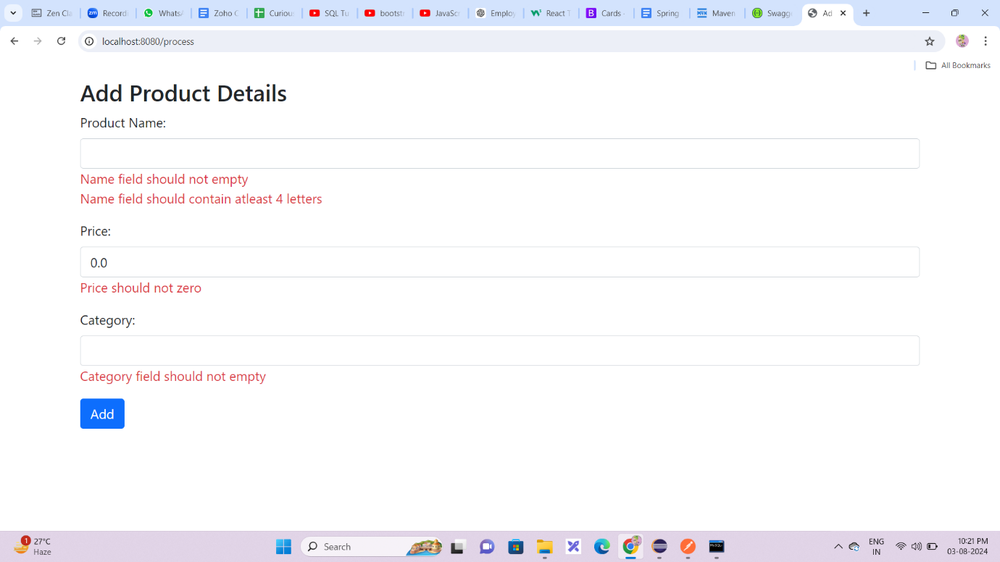 Zen Cla
Record
WhatsA
Zoho C
Curiou
SQL Tu
bootst
JavaScr
Employ
React T
Cards -
Spring
Maven
Swagge
Ad
localhost:8080/process
All Bookmarks
Add Product Details
Product Name:
Name field should not empty
Name field should contain atleast 4 letters
Price:
0.0
Price should not zero
Category:
Category field should not empty
Add
1
27°C
Haze
Search
ENG
IN
10:21 PM
03-08-2024